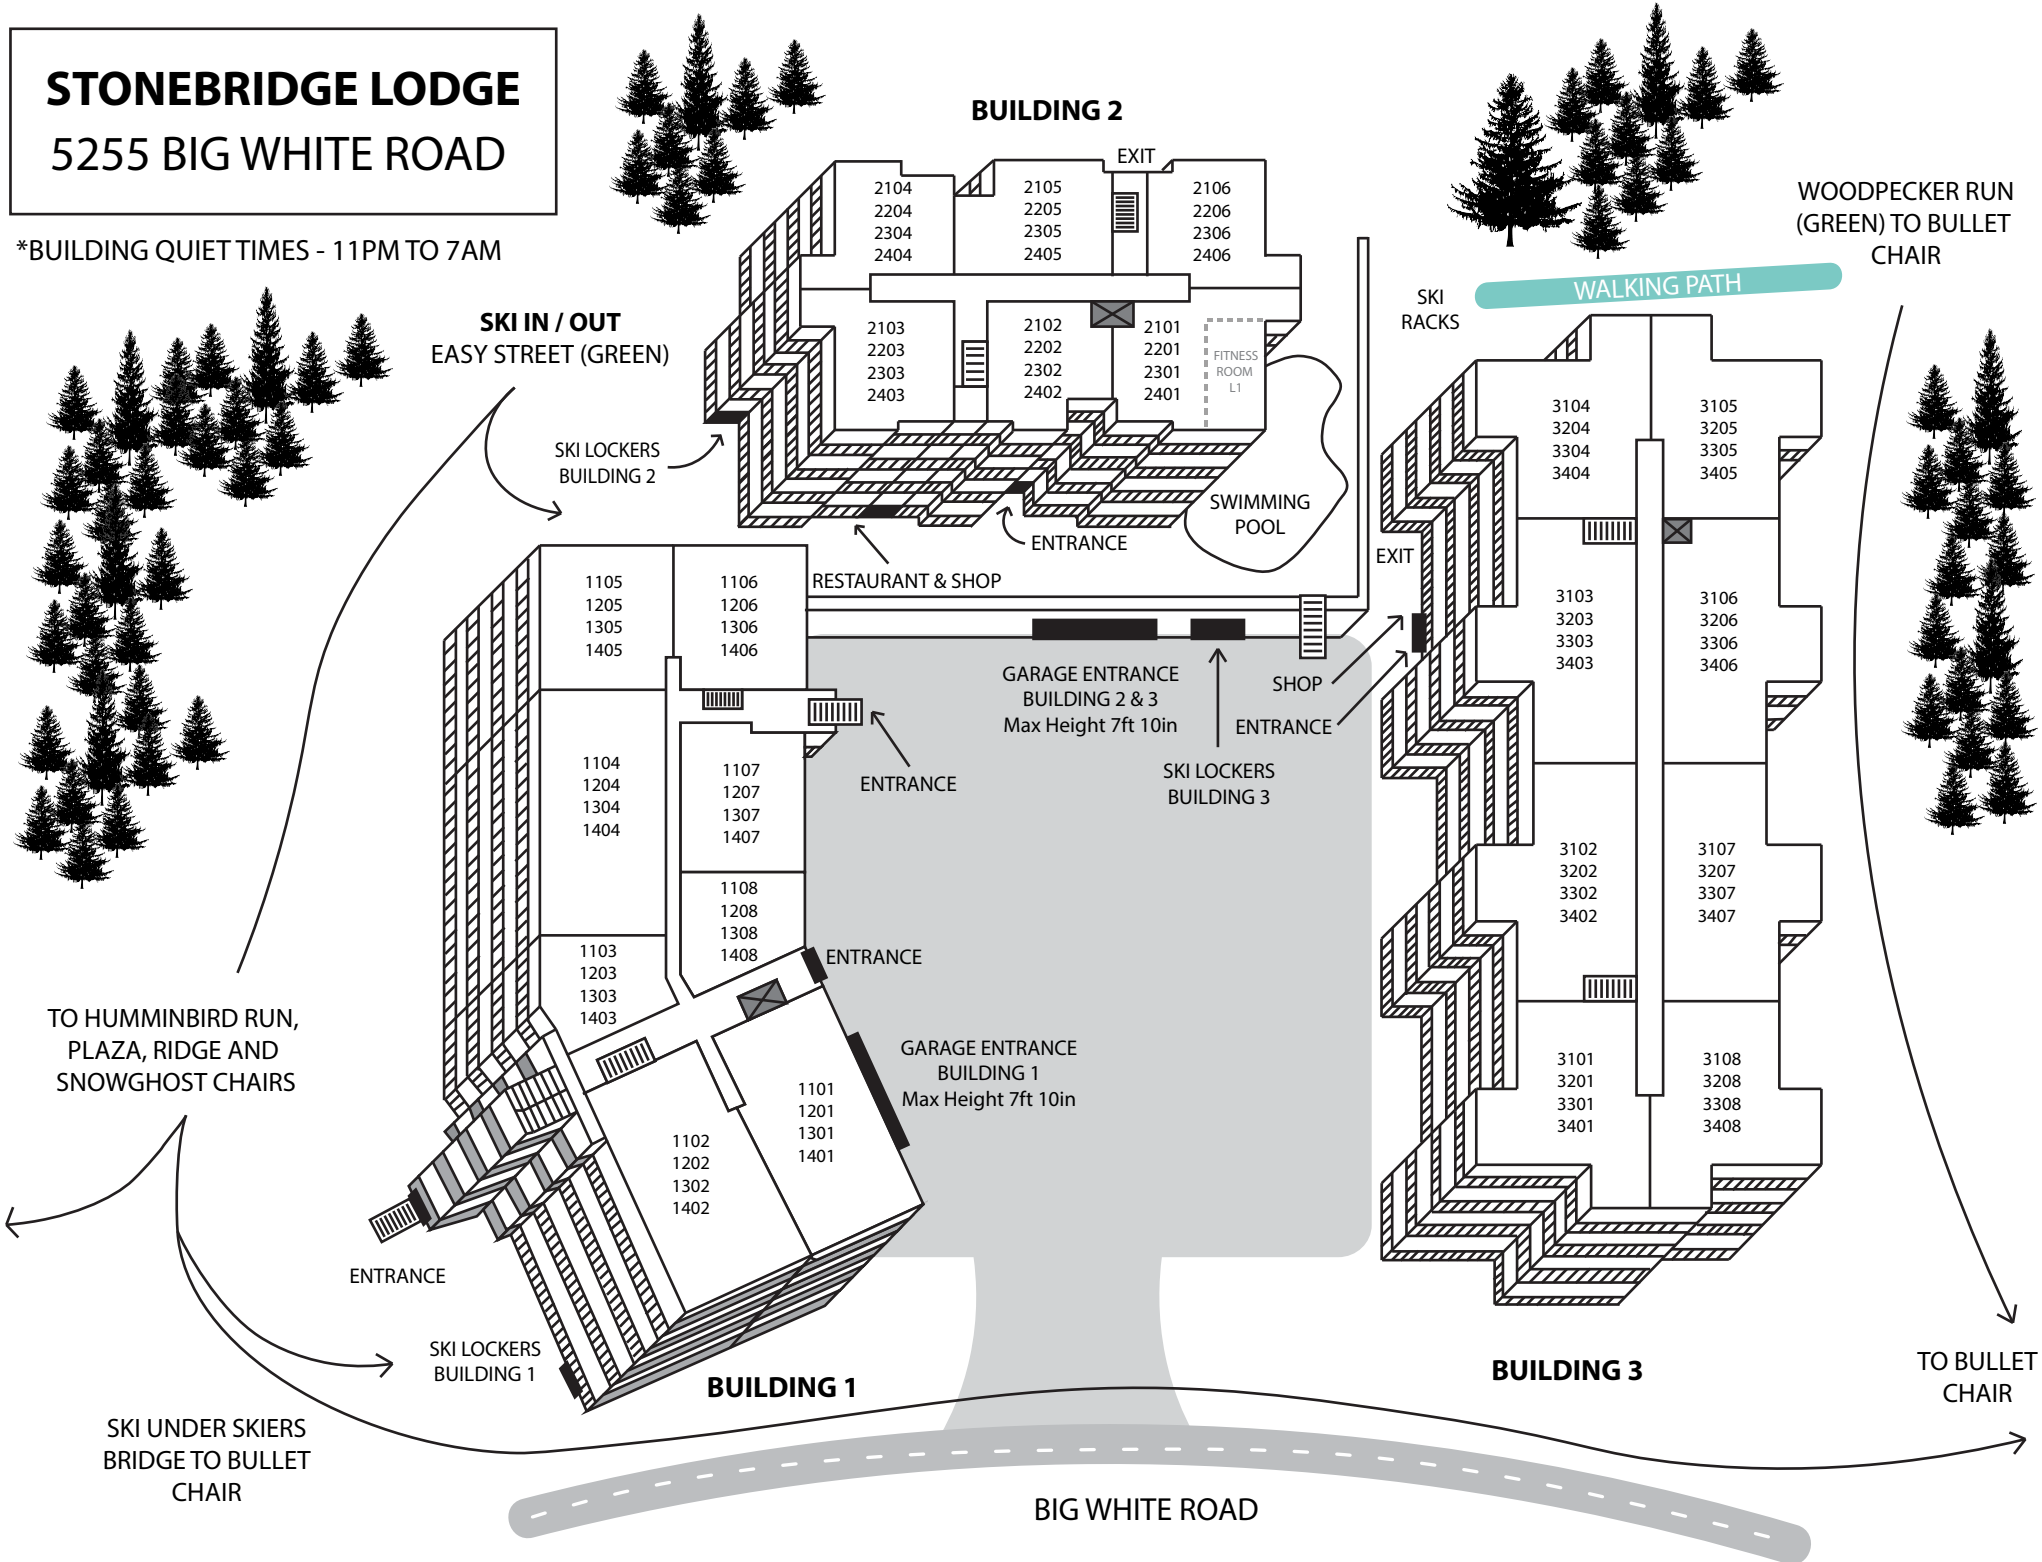 STONEBRIDGE LODGE
5255 BIG WHITE ROAD
*BUILDING QUIET TIMES - 11PM TO 7AM
SKI IN / OUT
EASY STREET (GREEN)
BUILDING 2
EXIT
2104
2204
2304
2404
2105
2205
2305
2405
2106
2206
2306
2406
2103
2203
2303
2403
2102
2202
2302
2402
2101
2201
2301
2401
FITNESS
ROOM
L1
SKI LOCKERS
BUILDING 2
SWIMMING
POOL
ENTRANCE
RESTAURANT & SHOP
WOODPECKER RUN
(GREEN) TO BULLET
CHAIR
WALKING PATH
SKI
RACKS
3104
3204
3304
3404
3105
3205
3305
3405
EXIT
3103
3203
3303
3403
3106
3206
3306
3406
SHOP
ENTRANCE
3102
3202
3302
3402
3107
3207
3307
3407
3101
3201
3301
3401
3108
3208
3308
3408
BUILDING 3
GARAGE ENTRANCE
BUILDING 2 & 3
Max Height 7ft 10in
SKI LOCKERS
BUILDING 3
1105
1205
1305
1405
1106
1206
1306
1406
ENTRANCE
1104
1204
1304
1404
1107
1207
1307
1407
1108
1208
1308
1408
1103
1203
1303
1403
ENTRANCE
GARAGE ENTRANCE
BUILDING 1
Max Height 7ft 10in
1101
1201
1301
1401
1102
1202
1302
1402
TO HUMMINBIRD RUN,
PLAZA, RIDGE AND
SNOWGHOST CHAIRS
ENTRANCE
SKI LOCKERS
BUILDING 1
BUILDING 1
SKI UNDER SKIERS
BRIDGE TO BULLET
CHAIR
TO BULLET
CHAIR
BIG WHITE ROAD